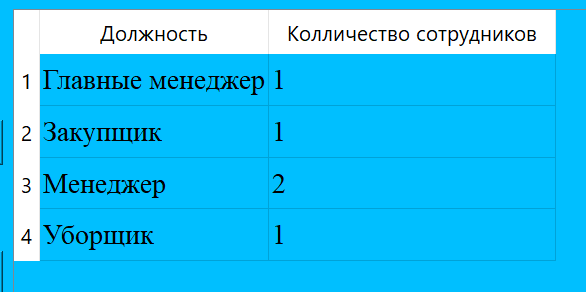 Должность Колличество сотрудников
1 Главные менеджер 1
2 Закупщик 1
3 Менеджер 2
4 Уборщик 1